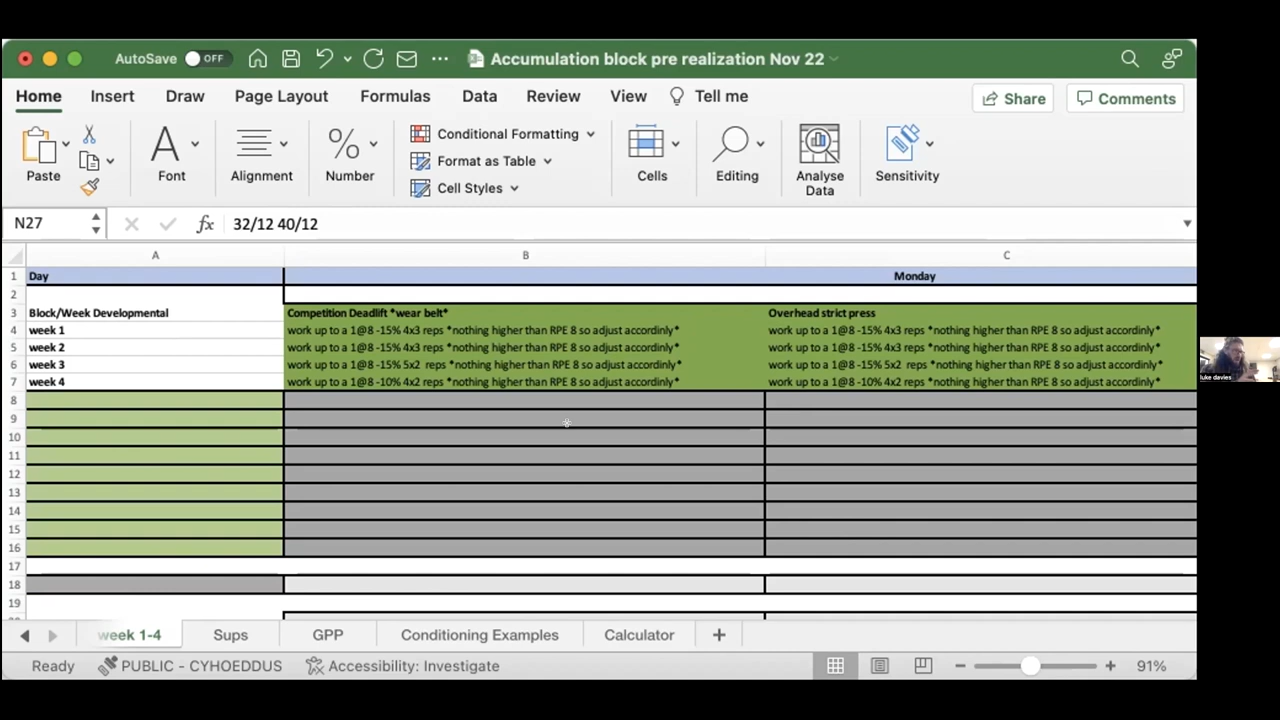 AutoSave OFF ... Accumulation block pre realization Nov 22
Home Insert Draw Page Layout Formulas Data Review View Tell me Share Comments
Paste Font Alignment Number Conditional Formatting Format as Table Cell Styles Cells Editing Analyse Data Sensitivity
N27 fx 32/12 40/12
A B C
1 Day Monday
2
3 Block/Week Developmental Competition Deadlift *wear belt* Overhead strict press
4 week 1 work up to a 1@8 -15% 4x3 reps *nothing higher than RPE 8 so adjust accordinly* work up to a 1@8 -15% 4x3 reps *nothing higher than RPE 8 so adjust accordinly*
5 week 2 work up to a 1@8 -15% 4x3 reps *nothing higher than RPE 8 so adjust accordinly* work up to a 1@8 -15% 4x3 reps *nothing higher than RPE 8 so adjust accordinly*
6 week 3 work up to a 1@8 -15% 5x2 reps *nothing higher than RPE 8 so adjust accordinly* work up to a 1@8 -15% 5x2 reps *nothing higher than RPE 8 so adjust accordinly*
7 week 4 work up to a 1@8 -10% 4x2 reps *nothing higher than RPE 8 so adjust accordinly* work up to a 1@8 -10% 4x2 reps *nothing higher than RPE 8 so adjust accordinly*
8
9
10
11
12
13
14
15
16
17
18
19
luke davies
week 1-4 Sups GPP Conditioning Examples Calculator +
Ready PUBLIC - CYHOEDDUS Accessibility: Investigate 91%